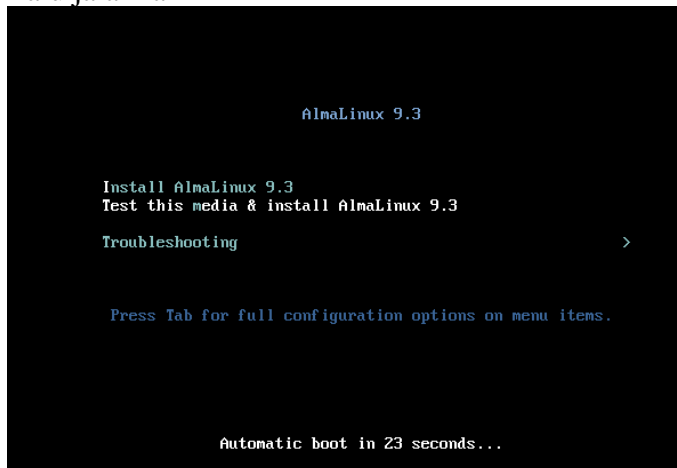 AlmaLinux 9.3
Install AlmaLinux 9.3
Test this media & install AlmaLinux 9.3
Troubleshooting >
Press Tab for full configuration options on menu items.
Automatic boot in 23 seconds...